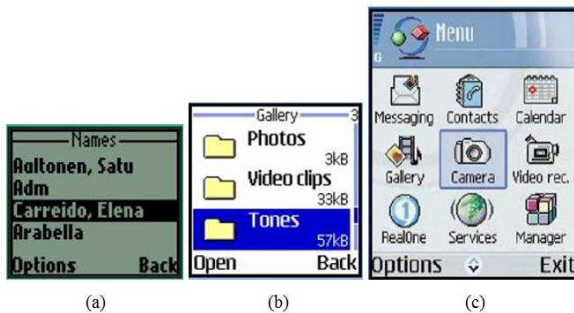 Names
Aaltonen, Satu
Adm
Carreido, Elena
Arabella
Options Back
(a)
Gallery 3
Photos
3kB
Video clips
33kB
Tones
57kB
Open Back
(b)
G Menu
Messaging Contacts Calendar
Gallery Camera Video rec.
RealOne Services Manager
Options Exit
(c)